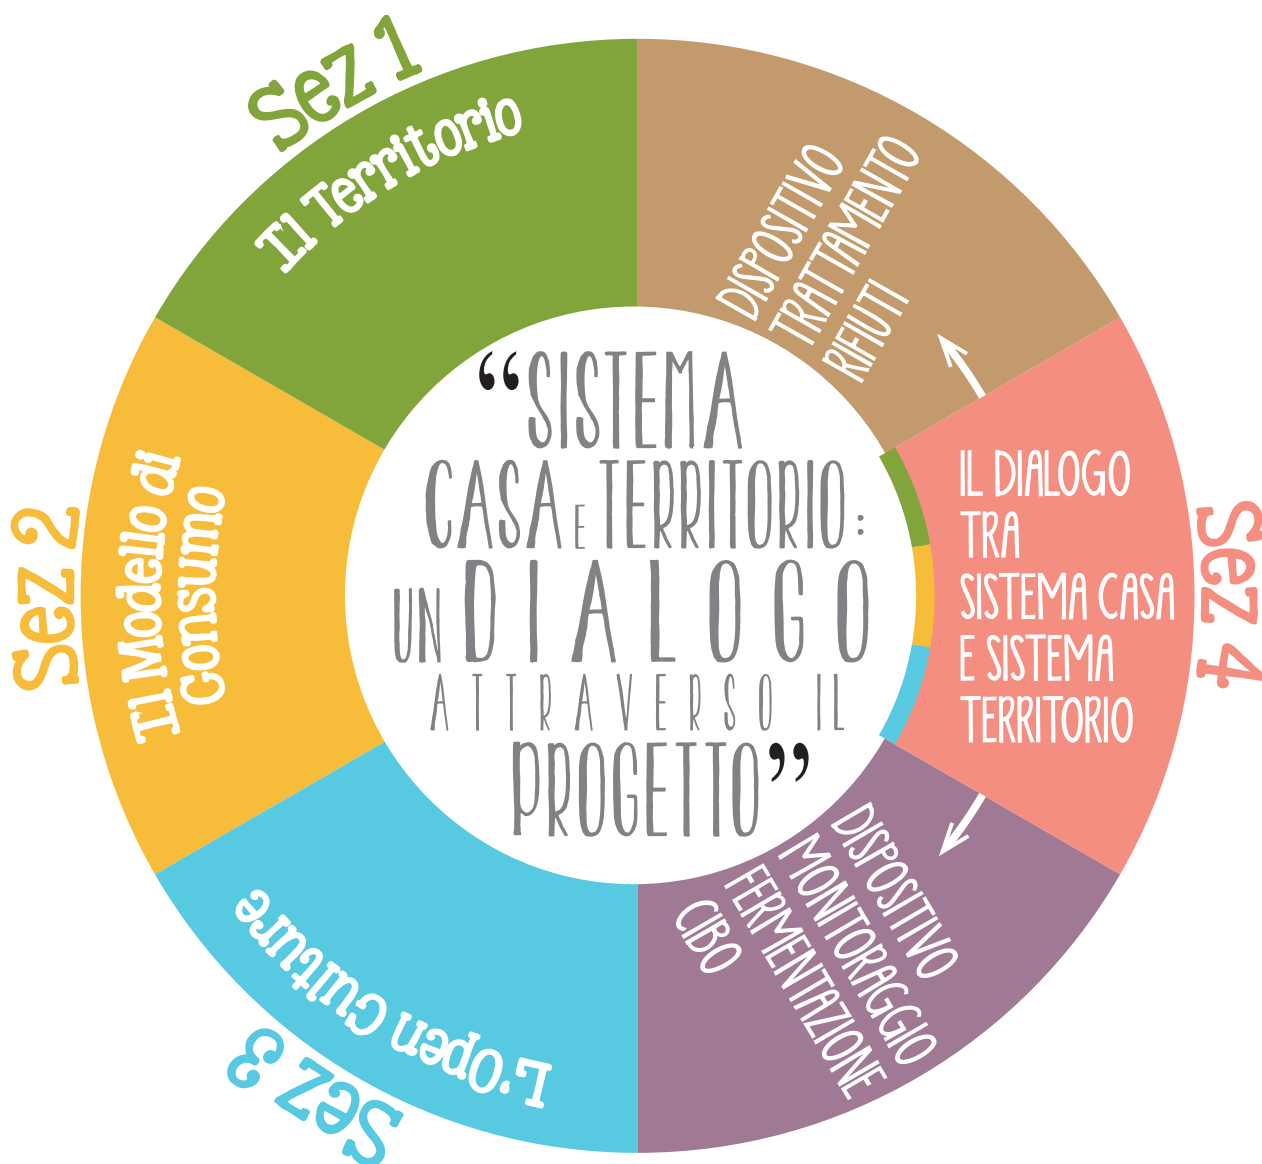 Sez 1
Il Territorio
DISPOSITIVO
TRATTAMENTO
RIFIUTI
“SISTEMA
CASA E TERRITORIO:
UN DIALOGO
ATTRAVERSO IL
PROGETTO”
Sez 2
Il Modello di
Consumo
IL DIALOGO
TRA
SISTEMA CASA
E SISTEMA
TERRITORIO
Sez 4
L'Open Culture
Sez 3
DISPOSITIVO
MONITORAGGIO
FERMENTAZIONE
CIBO